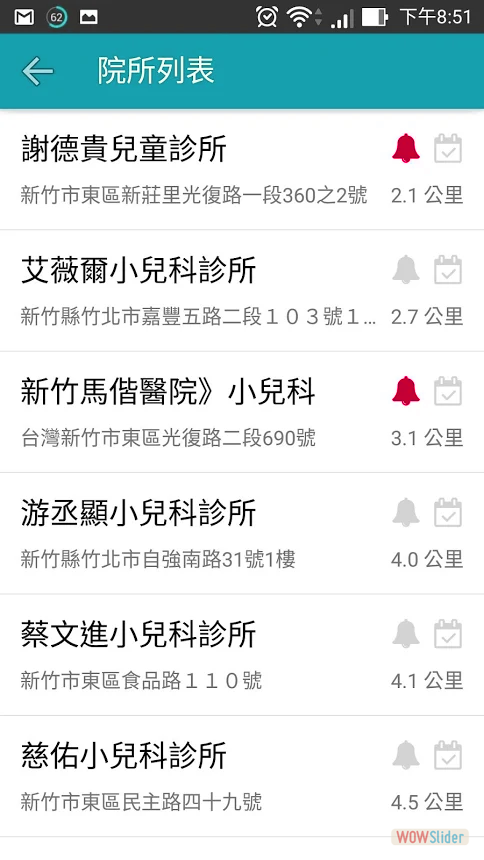 62 下午8:51
院所列表
謝德貴兒童診所
新竹市東區新莊里光復路一段360之2號 2.1 公里
艾薇爾小兒科診所
新竹縣竹北市嘉豐五路二段１０３號１... 2.7 公里
新竹馬偕醫院》小兒科
台灣新竹市東區光復路二段690號 3.1 公里
游丞顯小兒科診所
新竹縣竹北市自強南路31號1樓 4.0 公里
蔡文進小兒科診所
新竹市東區食品路１１０號 4.1 公里
慈佑小兒科診所
新竹市東區民主路四十九號 4.5 公里
WOWSlider